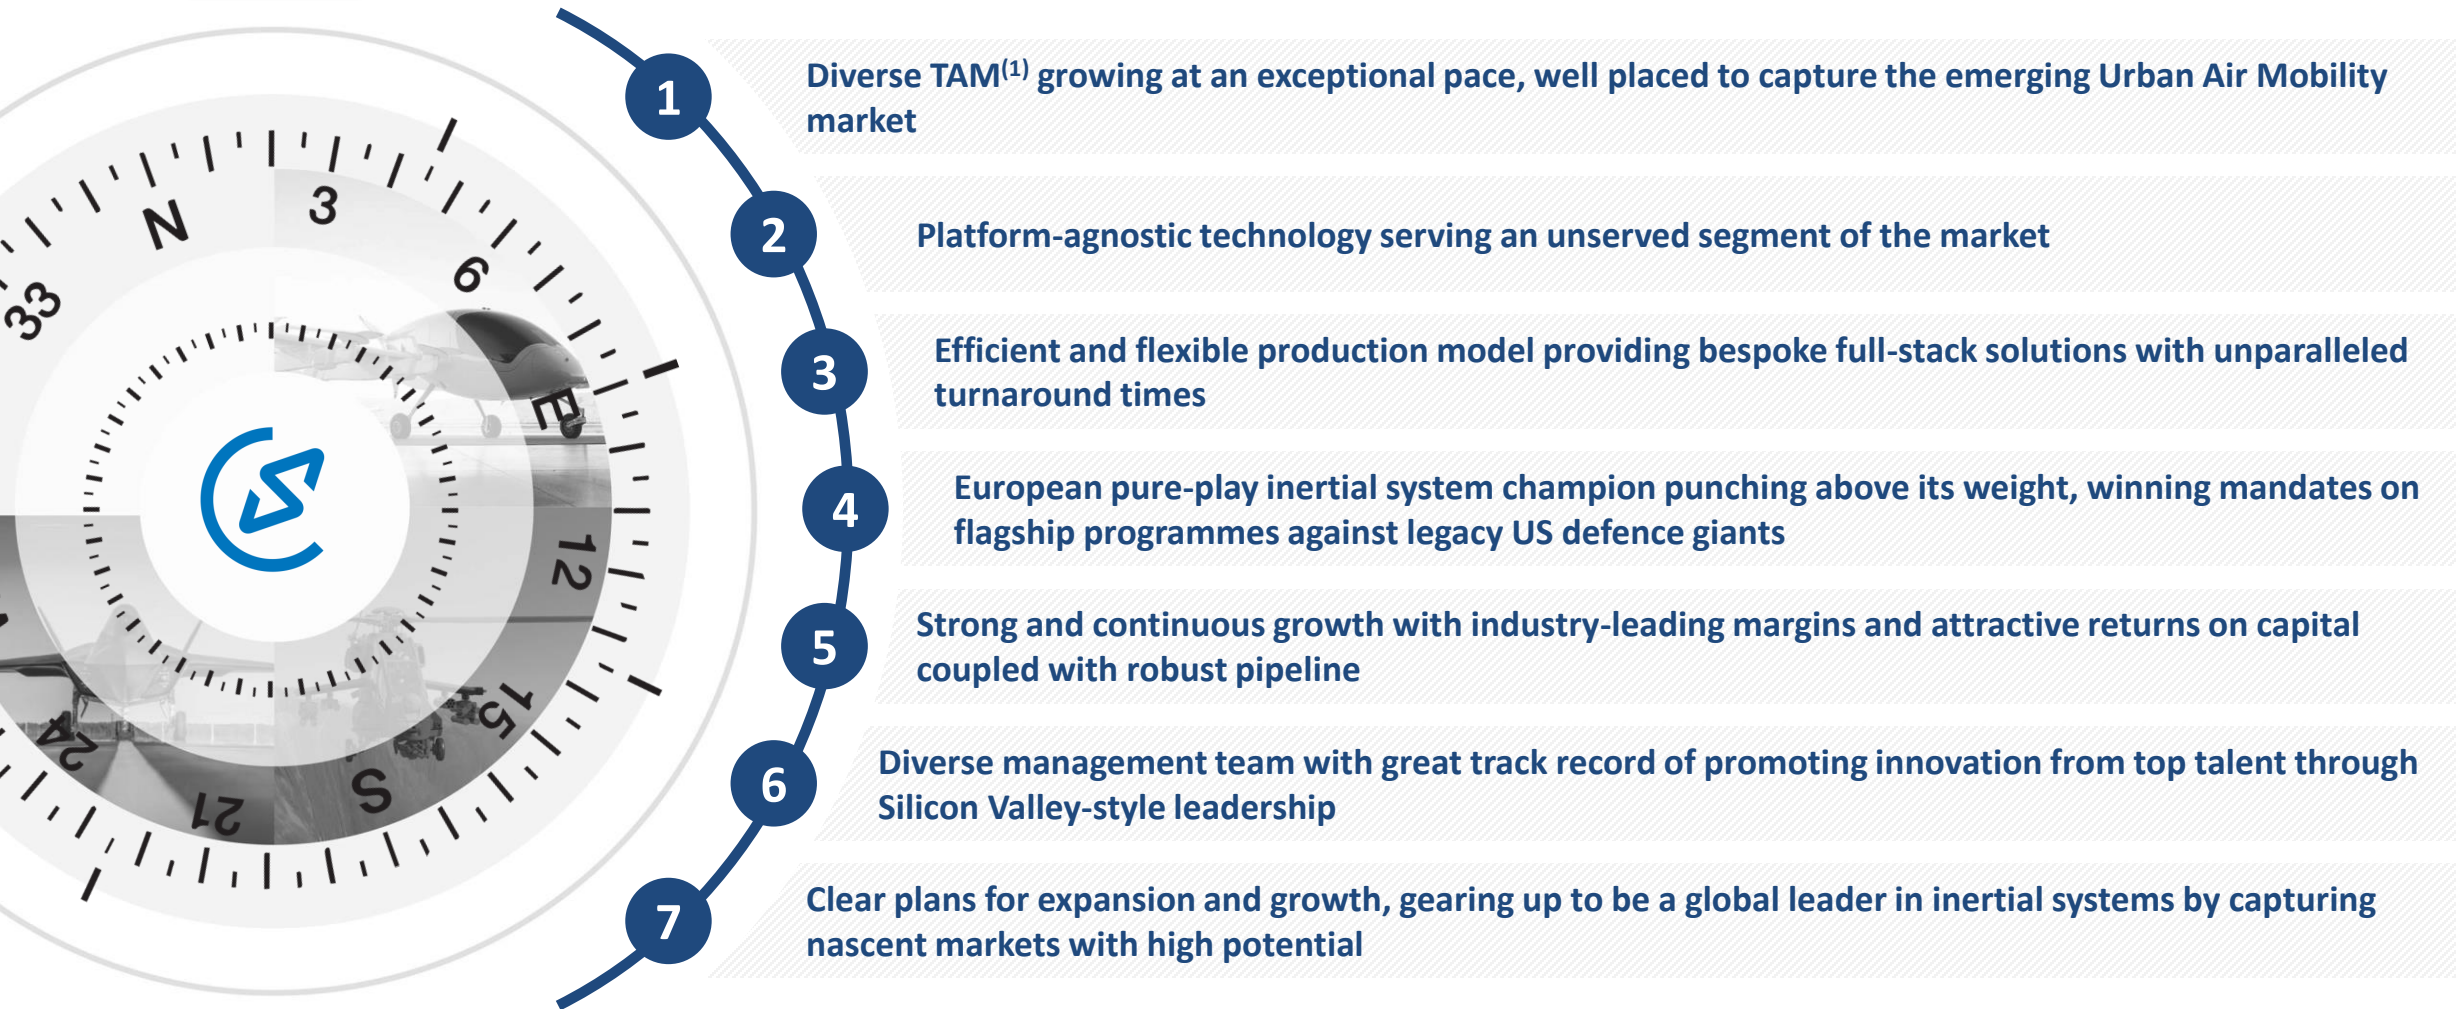 1
Diverse TAM(1) growing at an exceptional pace, well placed to capture the emerging Urban Air Mobility
market
2
Platform-agnostic technology serving an unserved segment of the market
3
Efficient and flexible production model providing bespoke full-stack solutions with unparalleled
turnaround times
4
European pure-play inertial system champion punching above its weight, winning mandates on
flagship programmes against legacy US defence giants
5
Strong and continuous growth with industry-leading margins and attractive returns on capital
coupled with robust pipeline
6
Diverse management team with great track record of promoting innovation from top talent through
Silicon Valley-style leadership
7
Clear plans for expansion and growth, gearing up to be a global leader in inertial systems by capturing
nascent markets with high potential
33
N
3
6
E
12
15
S
21
24